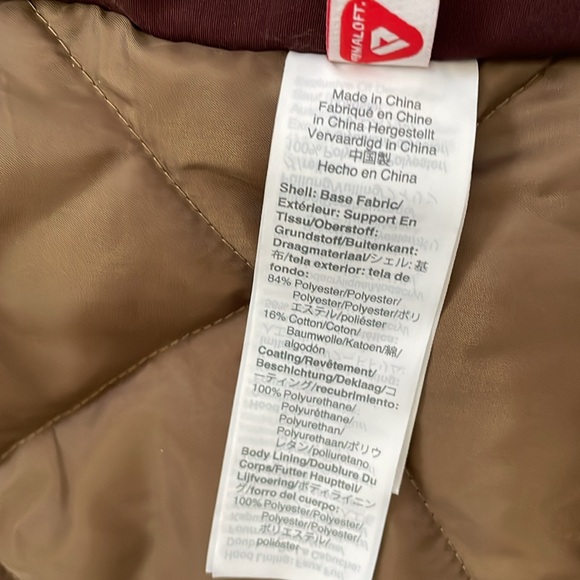 PRIMALOFT.
Made in China
Fabriqué en Chine
in China Hergestellt
Vervaardigd in China
中国製
Hecho en China
Shell: Base Fabric/
Extérieur: Support En
Tissu/Oberstoff:
Grundstoff/Buitenkant:
Draagmateriaal/シェル: 基
布/tela exterior: tela de
fondo:
84% Polyester/Polyester/
Polyester/Polyester/ポリ
エステル/poliéster
16% Cotton/Coton/
Baumwolle/Katoen/綿/
algodón
Coating/Revêtement/
Beschichtung/Deklaag/コ
ーティング/recubrimiento:
100% Polyurethane/
Polyuréthane/
Polyurethan/
Polyurethaan/ポリウ
レタン/poliuretano
Body Lining/Doublure Du
Corps/Futter Hauptteil/
Lijfvoering/ボディライニン
グ/forro del cuerpo:
100% Polyester/Polyester/
Polyester/Polyester/
ポリエステル/
poliéster